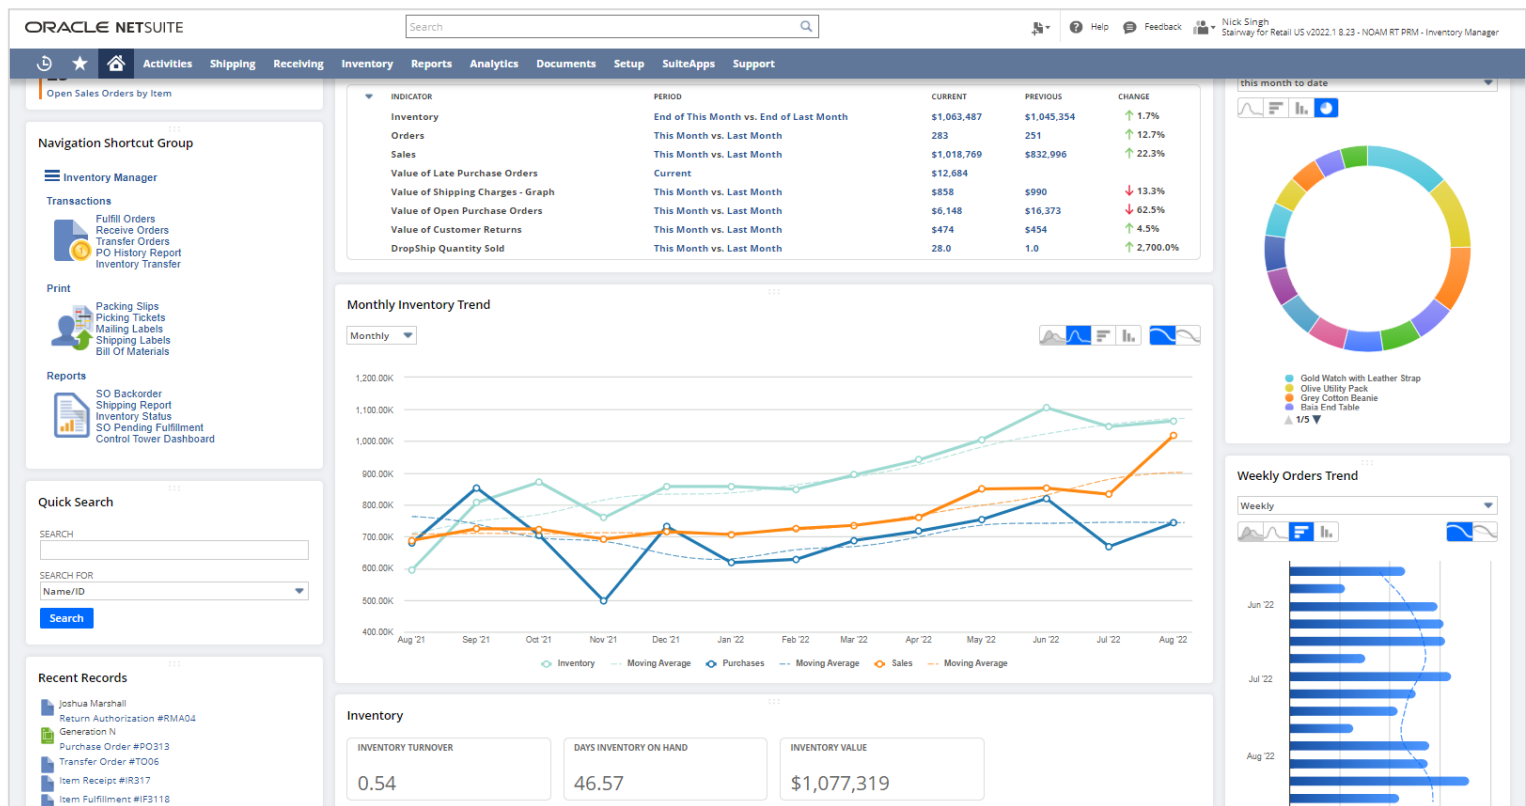 ORACLE NETSUITE
Search
Help
Feedback
Nick Singh
Stairway for Retail US v2022.1 8.23 - NOAM RT PRM - Inventory Manager
Activities Shipping Receiving Inventory Reports Analytics Documents Setup SuiteApps Support
Open Sales Orders by Item
Navigation Shortcut Group
Inventory Manager
Transactions
Fulfill Orders
Receive Orders
Transfer Orders
PO History Report
Inventory Transfer
Print
Packing Slips
Picking Tickets
Mailing Labels
Shipping Labels
Bill Of Materials
Reports
SO Backorder
Shipping Report
Inventory Status
SO Pending Fulfillment
Control Tower Dashboard
Quick Search
SEARCH
SEARCH FOR
Name/ID
Search
Recent Records
Joshua Marshall
Return Authorization #RMA04
Generation N
Purchase Order #PO313
Transfer Order #TO06
Item Receipt #IR317
Item Fulfillment #IF3118
INDICATOR PERIOD CURRENT PREVIOUS CHANGE
Inventory End of This Month vs. End of Last Month $1,063,487 $1,045,354 1.7%
Orders This Month vs. Last Month 283 251 12.7%
Sales This Month vs. Last Month $1,018,769 $832,996 22.3%
Value of Late Purchase Orders Current $12,684
Value of Shipping Charges - Graph This Month vs. Last Month $858 $990 13.3%
Value of Open Purchase Orders This Month vs. Last Month $6,148 $16,373 62.5%
Value of Customer Returns This Month vs. Last Month $474 $454 4.5%
DropShip Quantity Sold This Month vs. Last Month 28.0 1.0 2,700.0%
Monthly Inventory Trend
Monthly
1,200.00K
1,100.00K
1,000.00K
900.00K
800.00K
700.00K
600.00K
500.00K
400.00K
Aug '21 Sep '21 Oct '21 Nov '21 Dec '21 Jan '22 Feb '22 Mar '22 Apr '22 May '22 Jun '22 Jul '22 Aug '22
Inventory Moving Average Purchases Moving Average Sales Moving Average
Inventory
INVENTORY TURNOVER
0.54
DAYS INVENTORY ON HAND
46.57
INVENTORY VALUE
$1,077,319
this month to date
Gold Watch with Leather Strap
Olive Utility Pack
Grey Cotton Beanie
Baja End Table
1/5
Weekly Orders Trend
Weekly
Jun '22
Jul '22
Aug '22